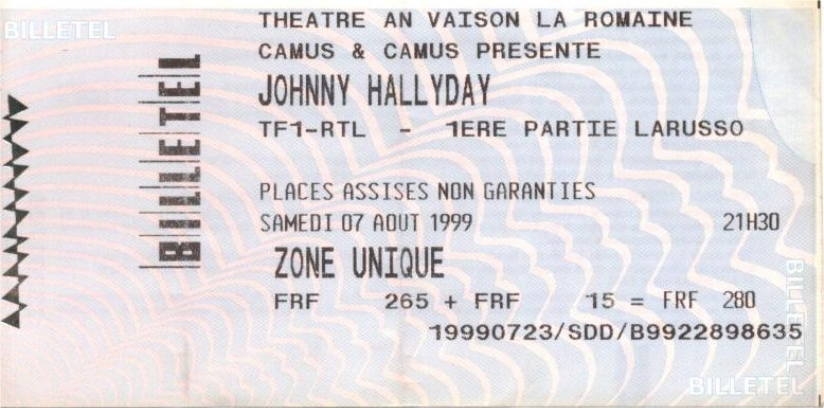 BILLETEL
BILLETEL
THEATRE AN VAISON LA ROMAINE
CAMUS & CAMUS PRESENTE
JOHNNY HALLYDAY
TF1-RTL - 1ERE PARTIE LARUSSO
PLACES ASSISES NON GARANTIES
SAMEDI 07 AOUT 1999 21H30
ZONE UNIQUE
FRF 265 + FRF 15 = FRF 280
19990723/SDD/B9922898635
BILLETEL
BILLETEL